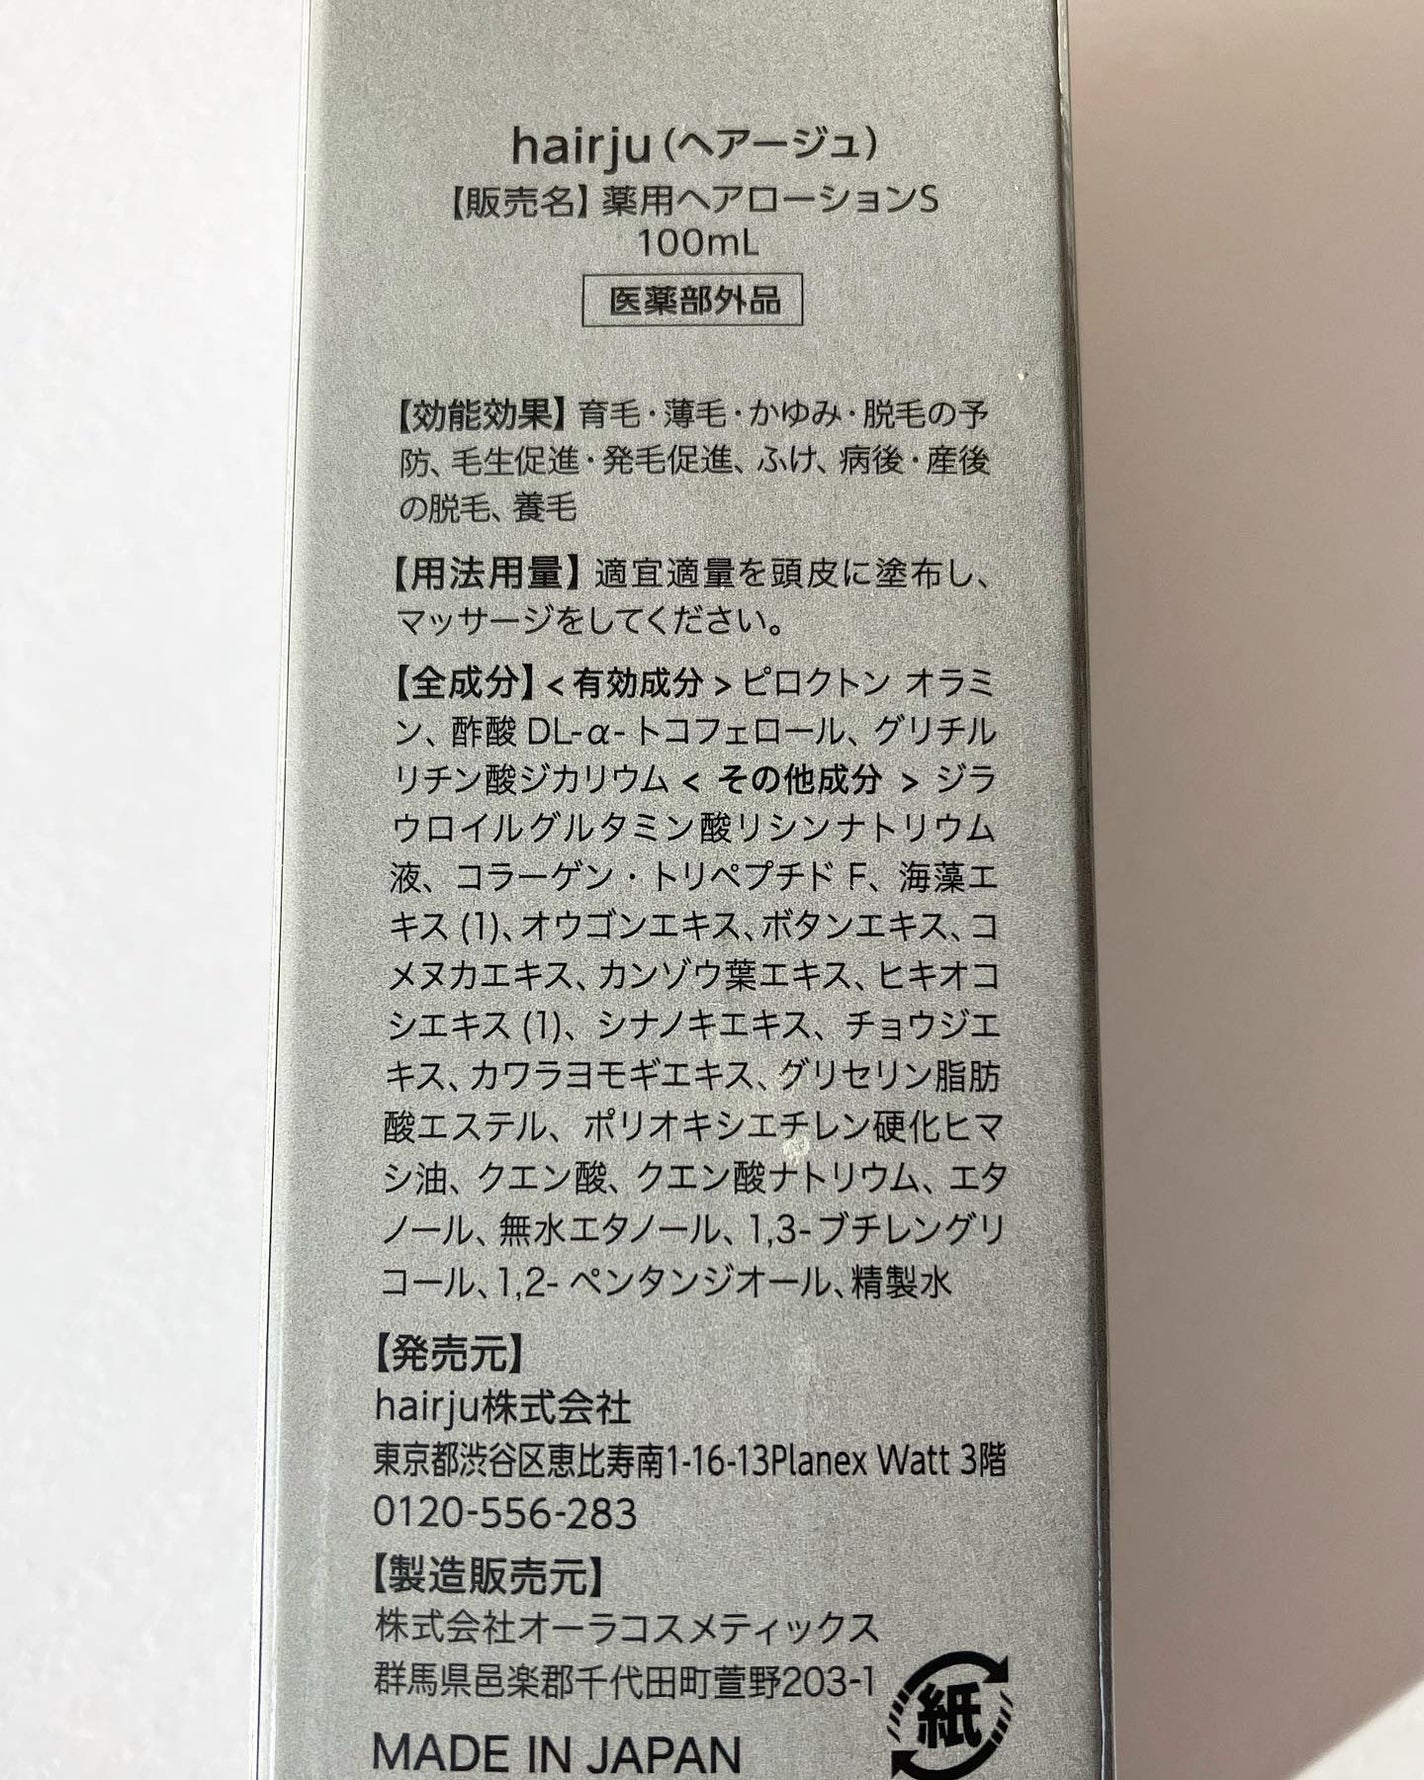 hairju(ヘアージュ)
【販売名】薬用ヘアローションS
100mL
医薬部外品
【効能効果】育毛・薄毛・かゆみ・脱毛の予
防、毛生促進・発毛促進、ふけ、病後・産後
の脱毛、養毛
【用法用量】適宜適量を頭皮に塗布し、
マッサージをしてください。
【全成分】<有効成分>ピロクトン オラミ
ン、酢酸 DL-α-トコフェロール、グリチル
リチン酸ジカリウム< その他成分 > ジラ
ウロイルグルタミン酸リシンナトリウム
液、コラーゲン・トリペプチド F、海藻エ
キス (1)、オウゴンエキス、ボタンエキス、コ
メヌカエキス、カンゾウ葉エキス、ヒキオコ
シエキス (1)、シナノキエキス、チョウジエ
キス、カワラヨモギエキス、グリセリン脂肪
酸エステル、ポリオキシエチレン硬化ヒマ
シ油、クエン酸、クエン酸ナトリウム、エタ
ノール、無水エタノール、1,3-ブチレングリ
コール、1,2- ペンタンジオール、精製水
【発売元】
hairju株式会社
東京都渋谷区恵比寿南1-16-13Planex Watt 3階
0120-556-283
【製造販売元】
株式会社オーラコスメティックス
群馬県邑楽郡千代田町萱野203-1
紙
MADE IN JAPAN